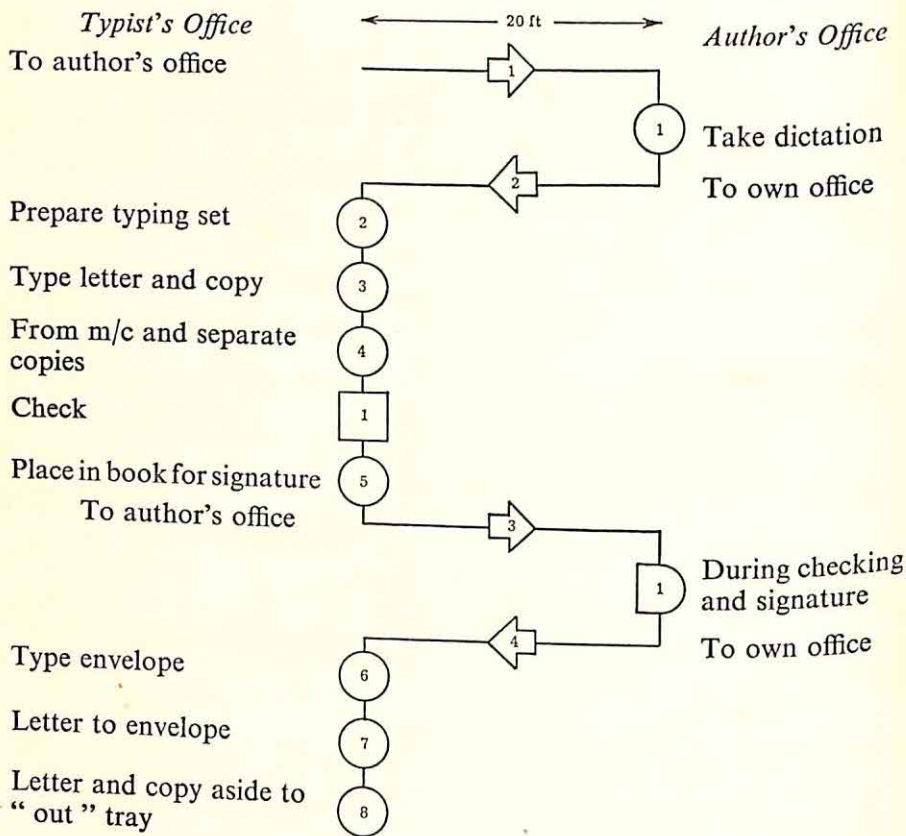 Typist's Office
20 ft
Author's Office
To author's office
1
1
Take dictation
2
To own office
Prepare typing set
2
Type letter and copy
3
From m/c and separate
copies
4
Check
1
Place in book for signature
5
To author's office
3
1
During checking
and signature
4
To own office
Type envelope
6
Letter to envelope
7
Letter and copy aside to
“ out ” tray
8